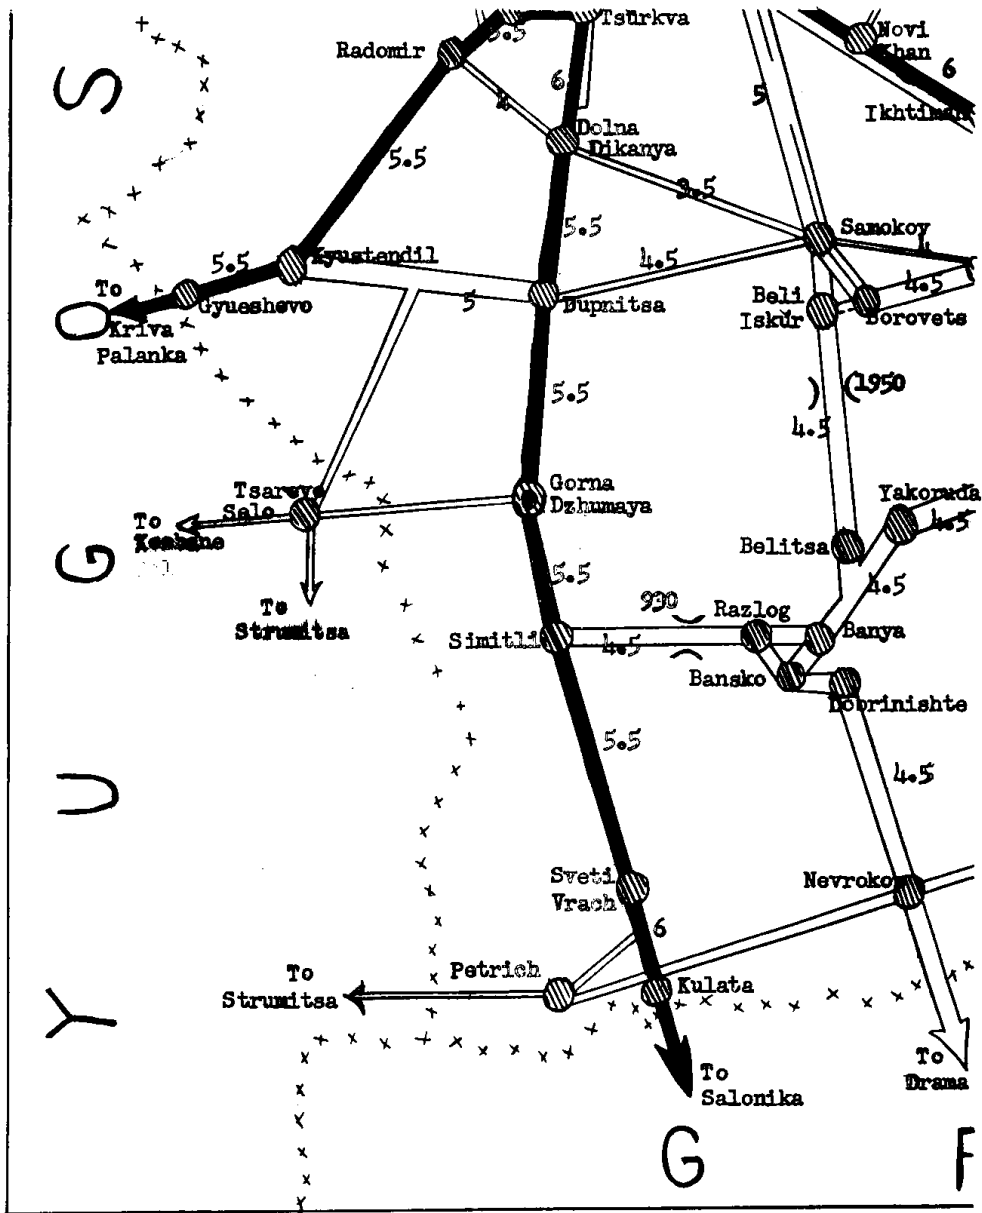 Tsurkva
5.5
Radomir
Novi
Khan
6
S
6
4
5
Ikhtiman
Dolna
Dikanya
5.5
3.5
5.5
Samokov
4
4.5
5.5
Kyustendil
To
Gyueshevo
5
Dupnitsa
4.5
Beli
Iskŭr
Borovets
O
Kriva
Palanka
1950
5.5
4.5
Gorna
Dzhumaya
Tsarevo
Selo
Yakoruda
4.5
To
G
Belitsa
5.5
4.5
To
Strumitsa
930
Razlog
Simitli
4.5
Banya
Bansko
Dobrinishte
5.5
4.5
U
Sveti
Vrach
Nevrokop
6
Petrich
To
Strumitsa
Kulata
Y
To
Salonika
To
Drama
G